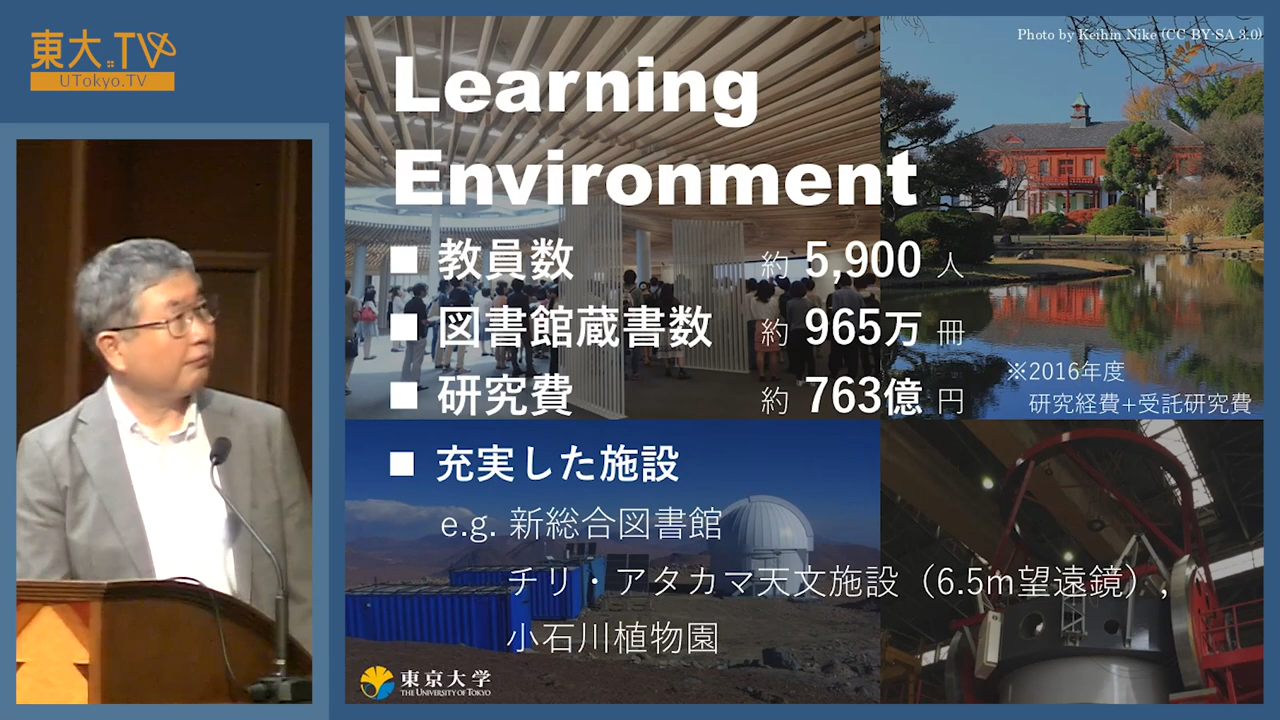 東大.TV
UTokyo.TV
Photo by Keihin Nike (CC BY-SA 3.0)
Learning
Environment
■ 教員数 約 5,900 人
■ 図書館蔵書数 約 965万 冊
■ 研究費 約 763億 円
※2016年度
研究経費+受託研究費
■ 充実した施設
e.g. 新総合図書館
チリ・アタカマ天文施設（6.5m望遠鏡）,
小石川植物園
東京大学
THE UNIVERSITY OF TOKYO